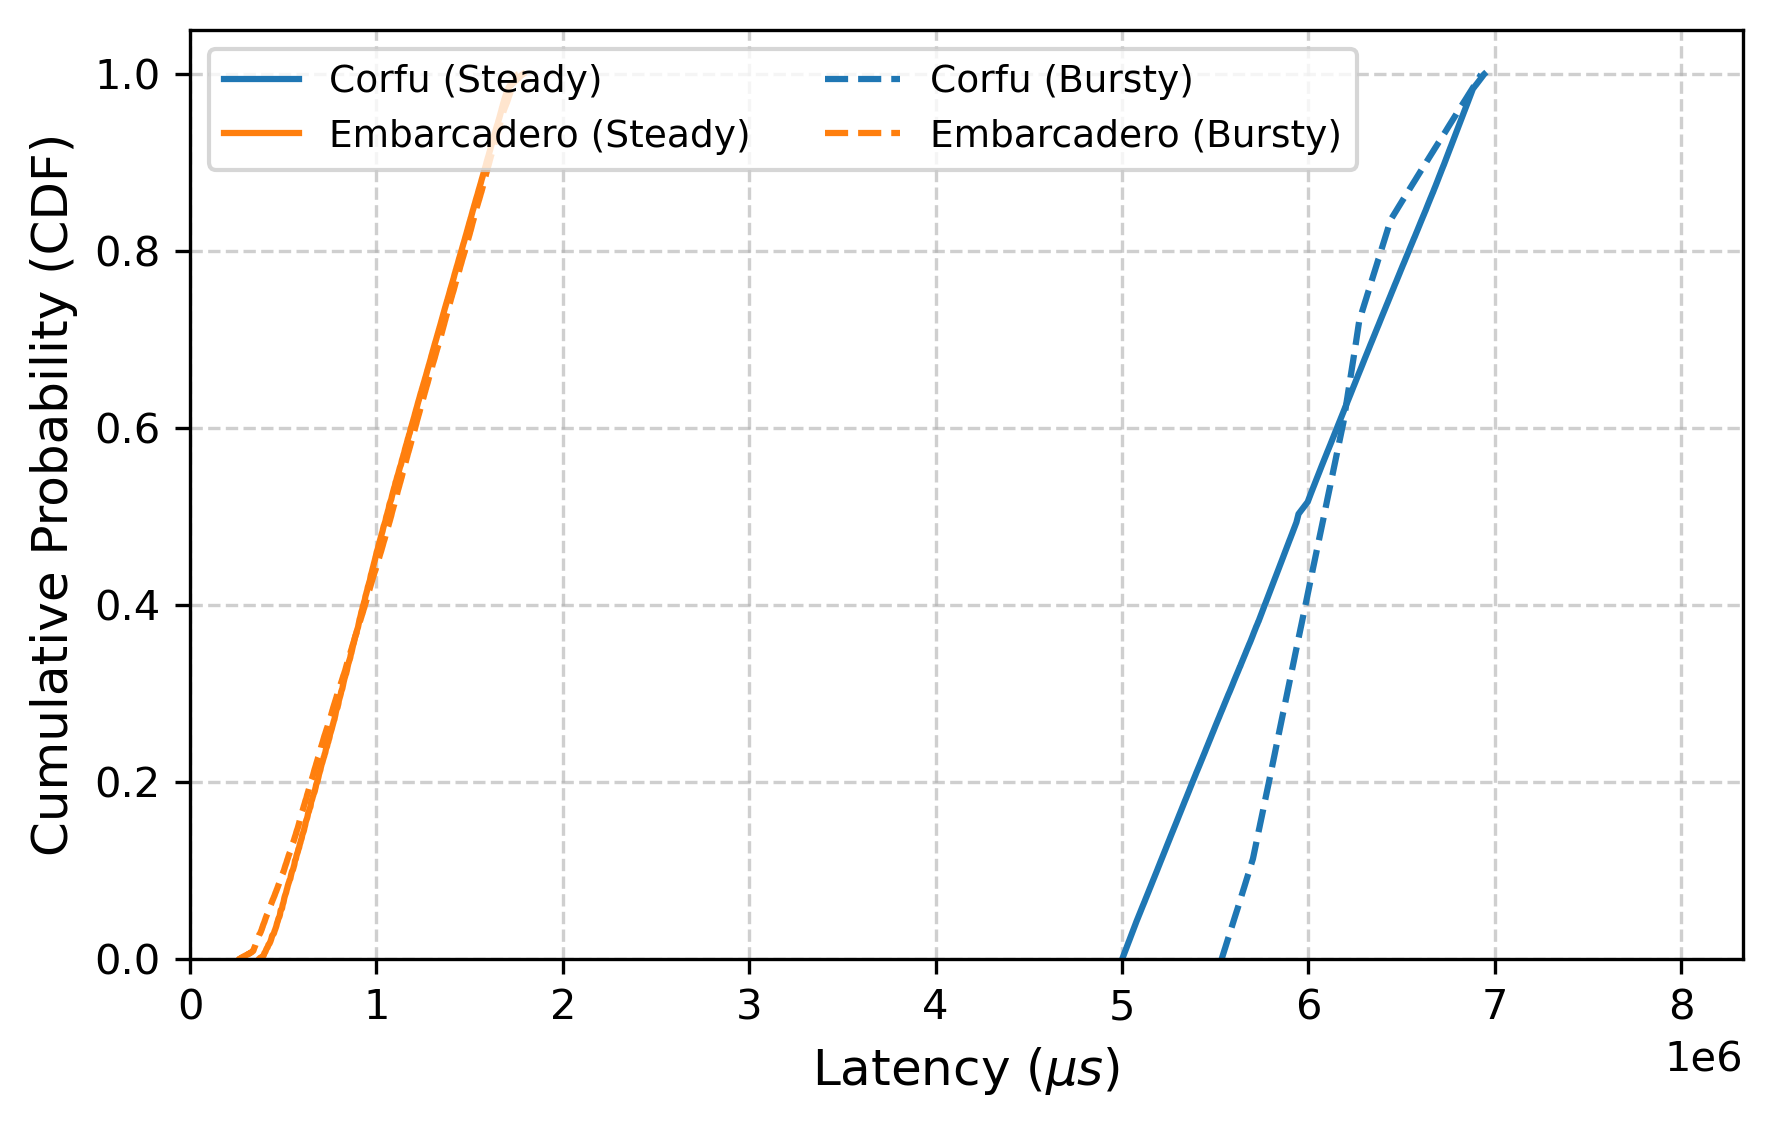 Corfu (Steady)
Embarcadero (Steady)
Corfu (Bursty)
Embarcadero (Bursty)
Cumulative Probability (CDF)
1.0
0.8
0.6
0.4
0.2
0.0
0 1 2 3 4 5 6 7 8
1e6
Latency (μs)